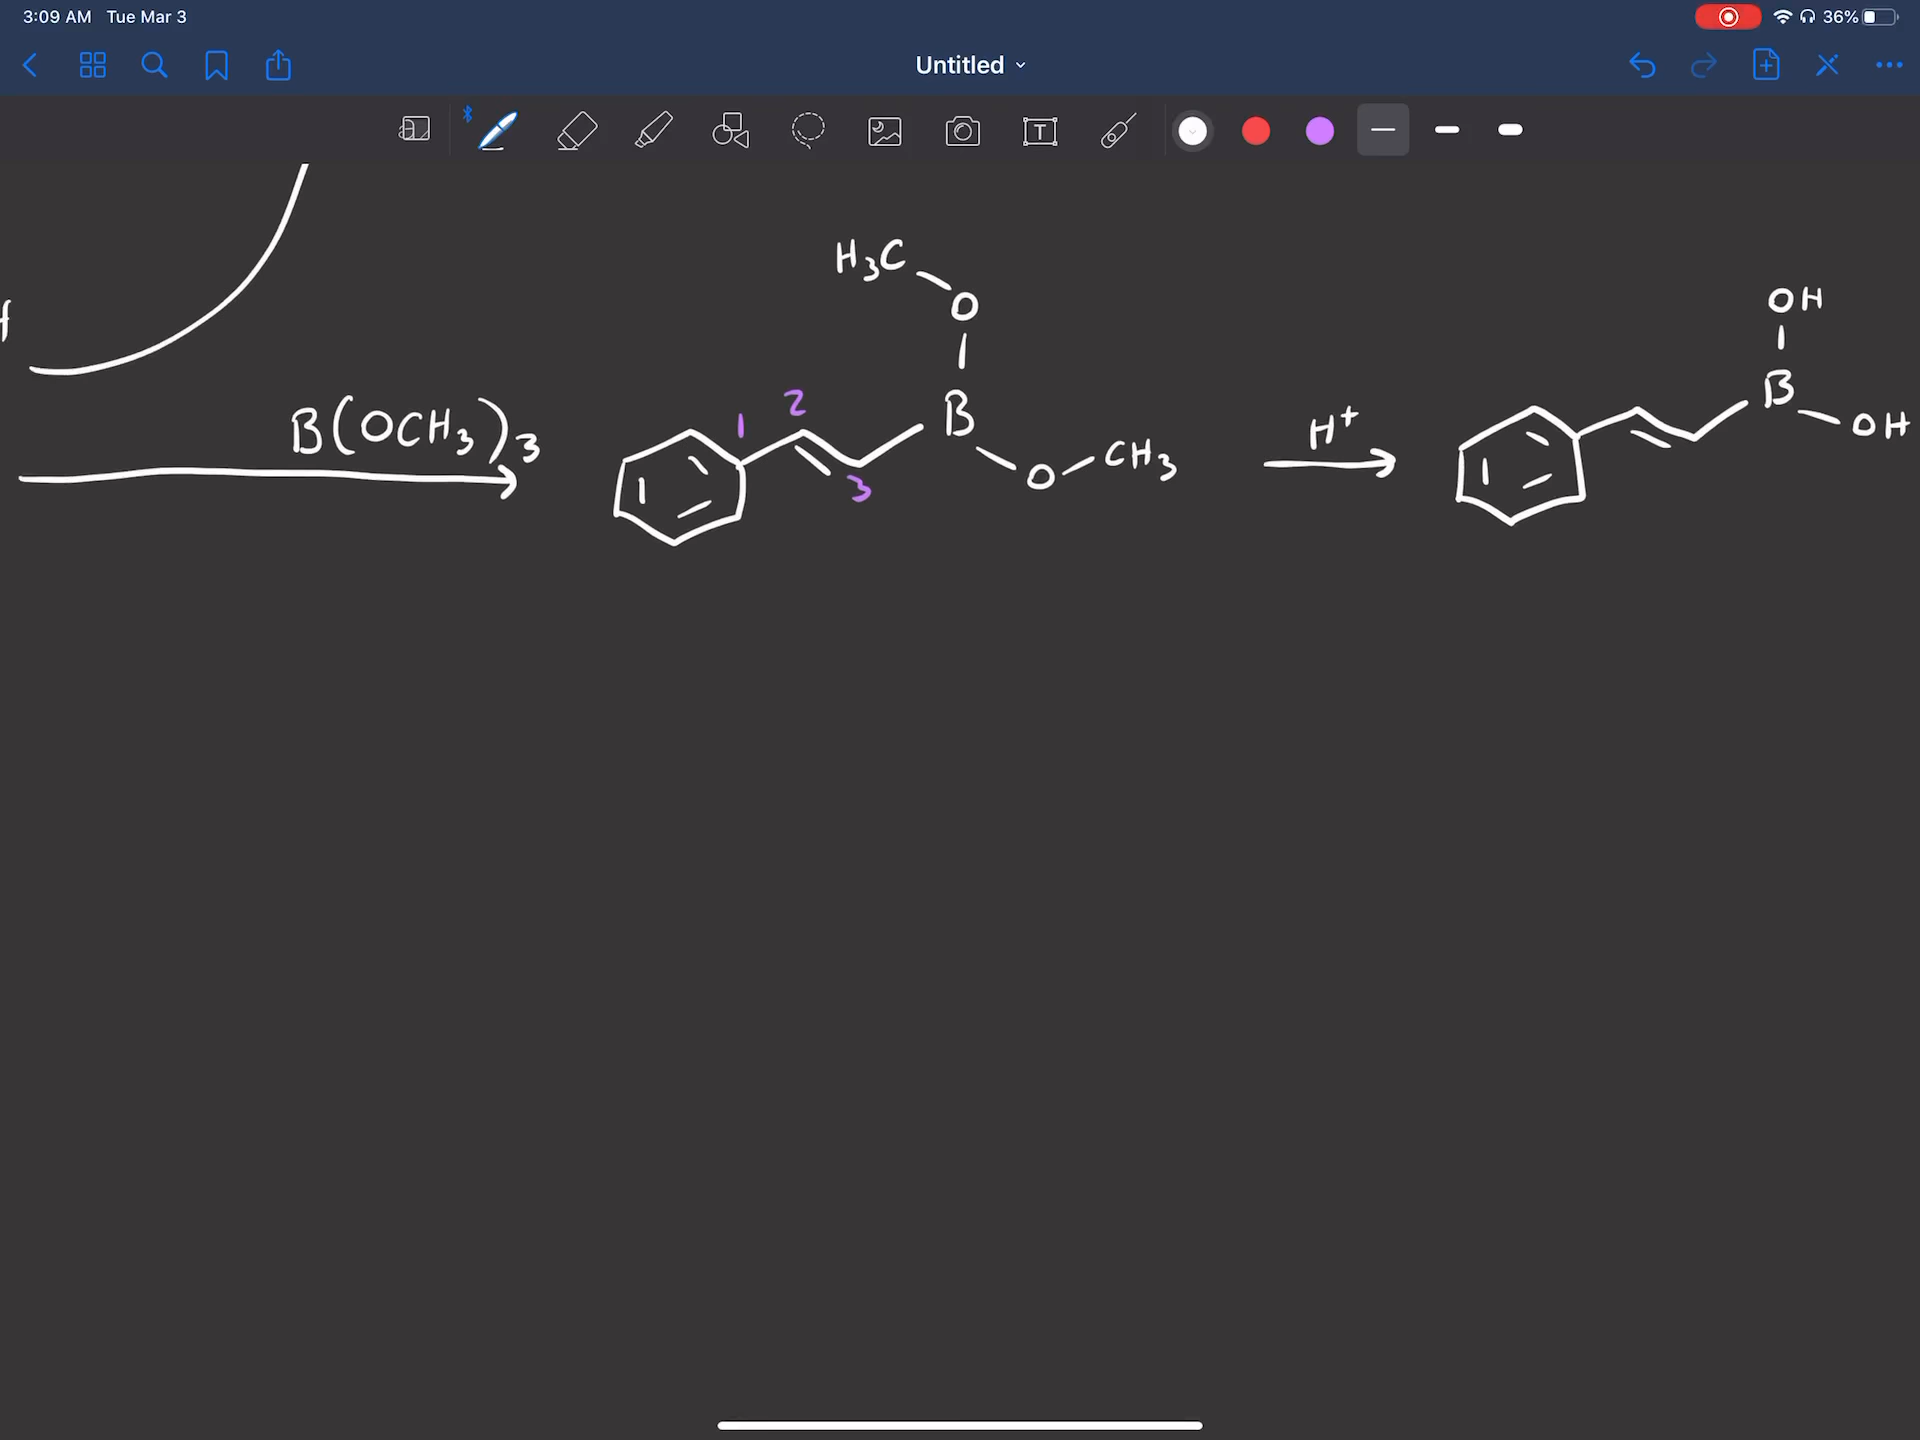 3:09 AM Tue Mar 3
36%
Untitled
T
H₃C
O
OH
B(OCH₃)₃
1
2
B
3
O
CH₃
H⁺
B
OH